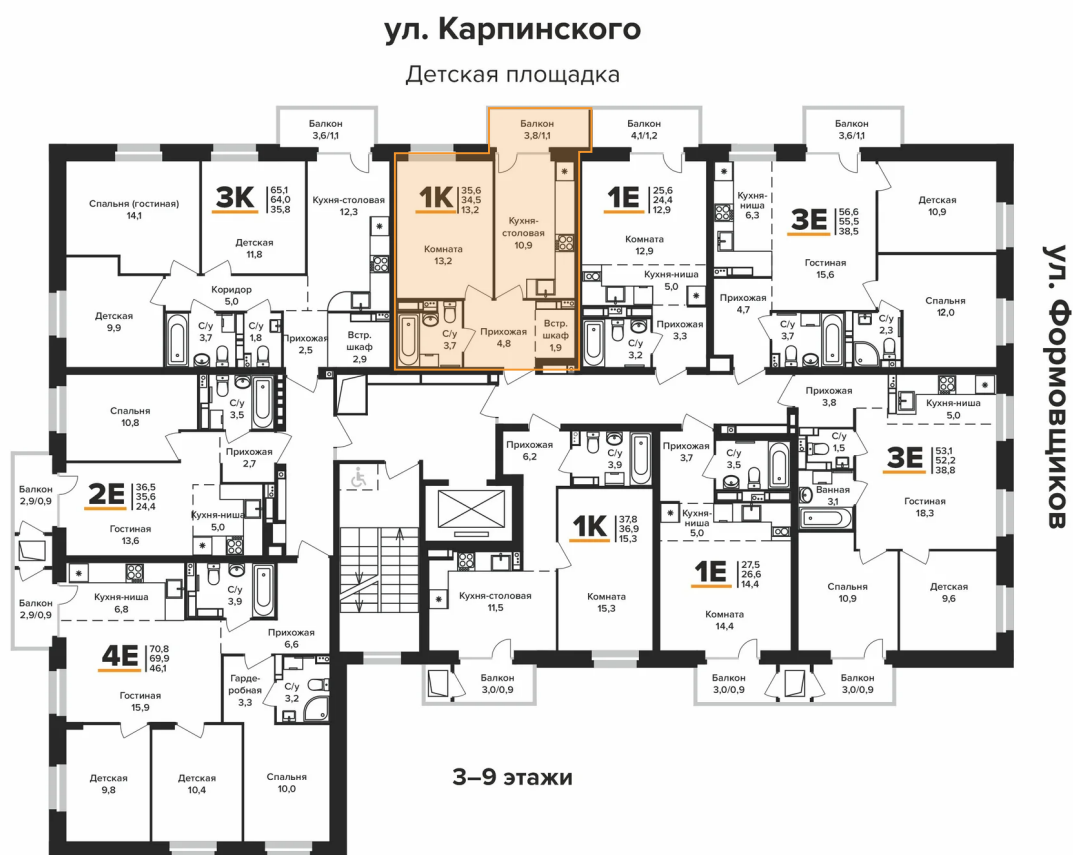 ул. Карпинского
Детская площадка
Балкон
3,6/1,1
Балкон
3,8/1,1
Балкон
4,1/1,2
Балкон
3,6/1,1
Спальня (гостиная)
14,1
3К
65,1
64,0
35,8
Детская
11,8
Кухня-столовая
12,3
Детская
9,9
Коридор
5,0
С/у
3,7
С/у
1,8
Прихожая
2,5
Встр.
шкаф
2,9
1К
35,6
34,5
13,2
Комната
13,2
Кухня-
столовая
10,9
С/у
3,7
Прихожая
4,8
Встр.
шкаф
1,9
1Е
25,6
24,4
12,9
Комната
12,9
Кухня-ниша
5,0
С/у
3,2
Прихожая
3,3
Кухня-
ниша
6,3
3Е
56,6
55,5
38,5
Гостиная
15,6
Детская
10,9
Спальня
12,0
Прихожая
4,7
С/у
3,7
С/у
2,3
ул. Формовщиков
Спальня
10,8
С/у
3,5
Прихожая
2,7
Балкон
2,9/0,9
2Е
36,5
35,6
24,4
Гостиная
13,6
Кухня-ниша
5,0
Прихожая
6,2
С/у
3,9
1К
37,8
36,9
15,3
Кухня-столовая
11,5
Комната
15,3
Прихожая
3,7
С/у
3,5
Кухня-
ниша
5,0
1Е
27,5
26,6
14,4
Комната
14,4
Прихожая
3,8
Кухня-ниша
5,0
С/у
1,5
3Е
53,1
52,2
38,8
Ванная
3,1
Гостиная
18,3
Спальня
10,9
Детская
9,6
Балкон
2,9/0,9
Кухня-ниша
6,8
С/у
3,9
Прихожая
6,6
4Е
70,8
69,9
46,1
Гостиная
15,9
Гарде-
робная
3,3
С/у
3,2
Балкон
3,0/0,9
Балкон
3,0/0,9
Балкон
3,0/0,9
Детская
9,8
Детская
10,4
Спальня
10,0
3–9 этажи